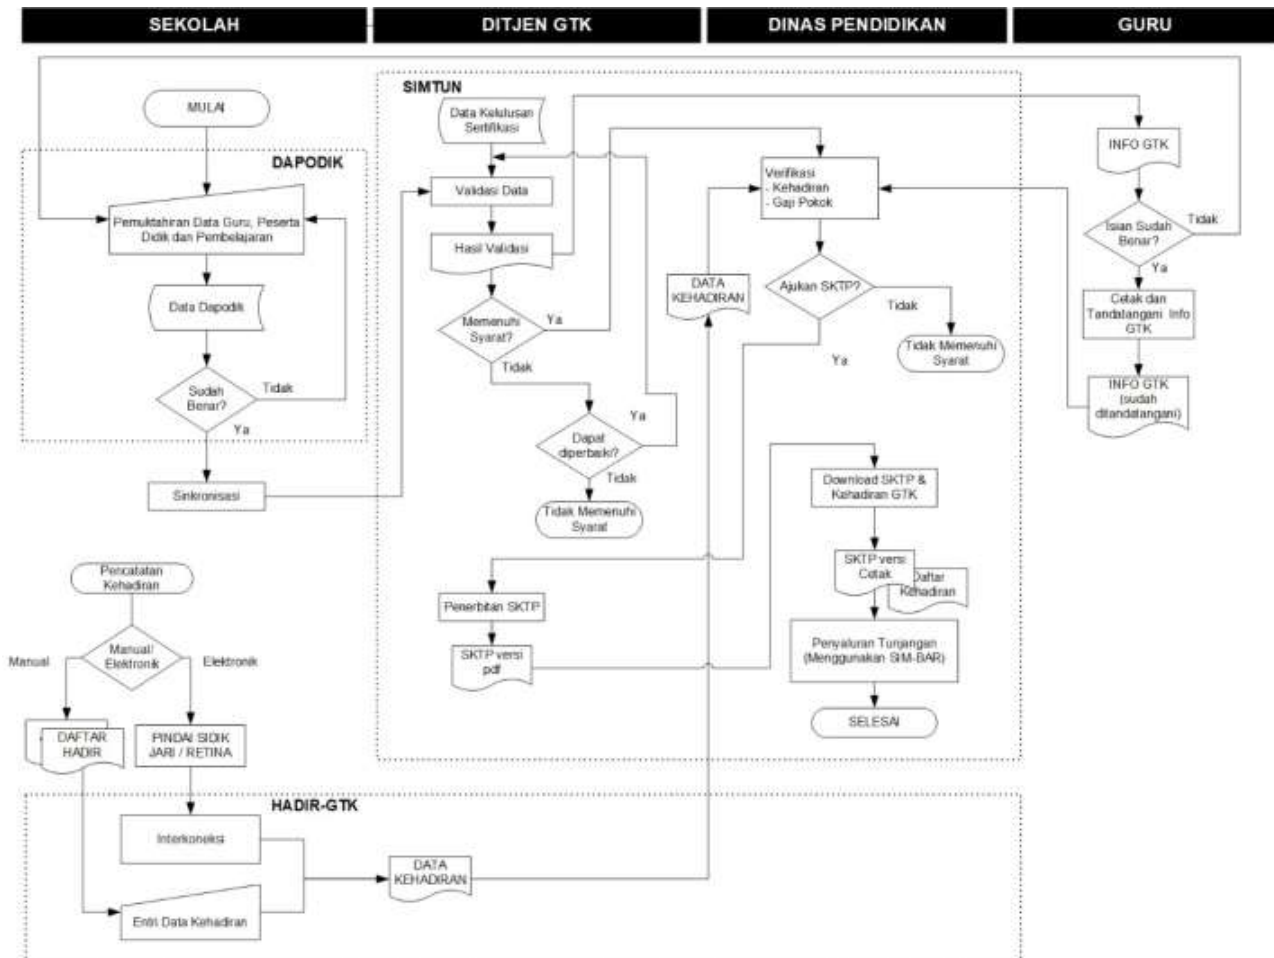 SEKOLAH
DITJEN GTK
DINAS PENDIDIKAN
GURU
MULAI
DAPODIK
Pemuktahiran Data Guru, Peserta
Didik dan Pembelajaran
Data Dapodik
Sudah
Benar?
Tidak
Ya
Sinkronisasi
SIMTUN
Data Kelulusan
Sertifikasi
Validasi Data
Hasil Validasi
Memenuhi
Syarat?
Ya
Tidak
Dapat
diperbaiki?
Ya
Tidak
Tidak Memenuhi
Syarat
Verifikasi
- Kehadiran
- Gaji Pokok
DATA
KEHADIRAN
Ajukan SKTP?
Tidak
Ya
Tidak Memenuhi
Syarat
INFO GTK
Isian Sudah
Benar?
Tidak
Ya
Cetak dan
Tandatangani Info
GTK
INFO GTK
(sudah
ditandatangani)
Penerbitan SKTP
SKTP versi
pdf
Download SKTP &
Kehadiran GTK
SKTP versi
Cetak
Daftar
Kehadiran
Penyaluran Tunjangan
(Menggunakan SIM-BAR)
SELESAI
Pencatatan
Kehadiran
Manual/
Elektronik
Manual
Elektronik
DAFTAR
HADIR
PINDAI SIDIK
JARI / RETINA
HADIR-GTK
Interkoneksi
Entri Data Kehadiran
DATA
KEHADIRAN